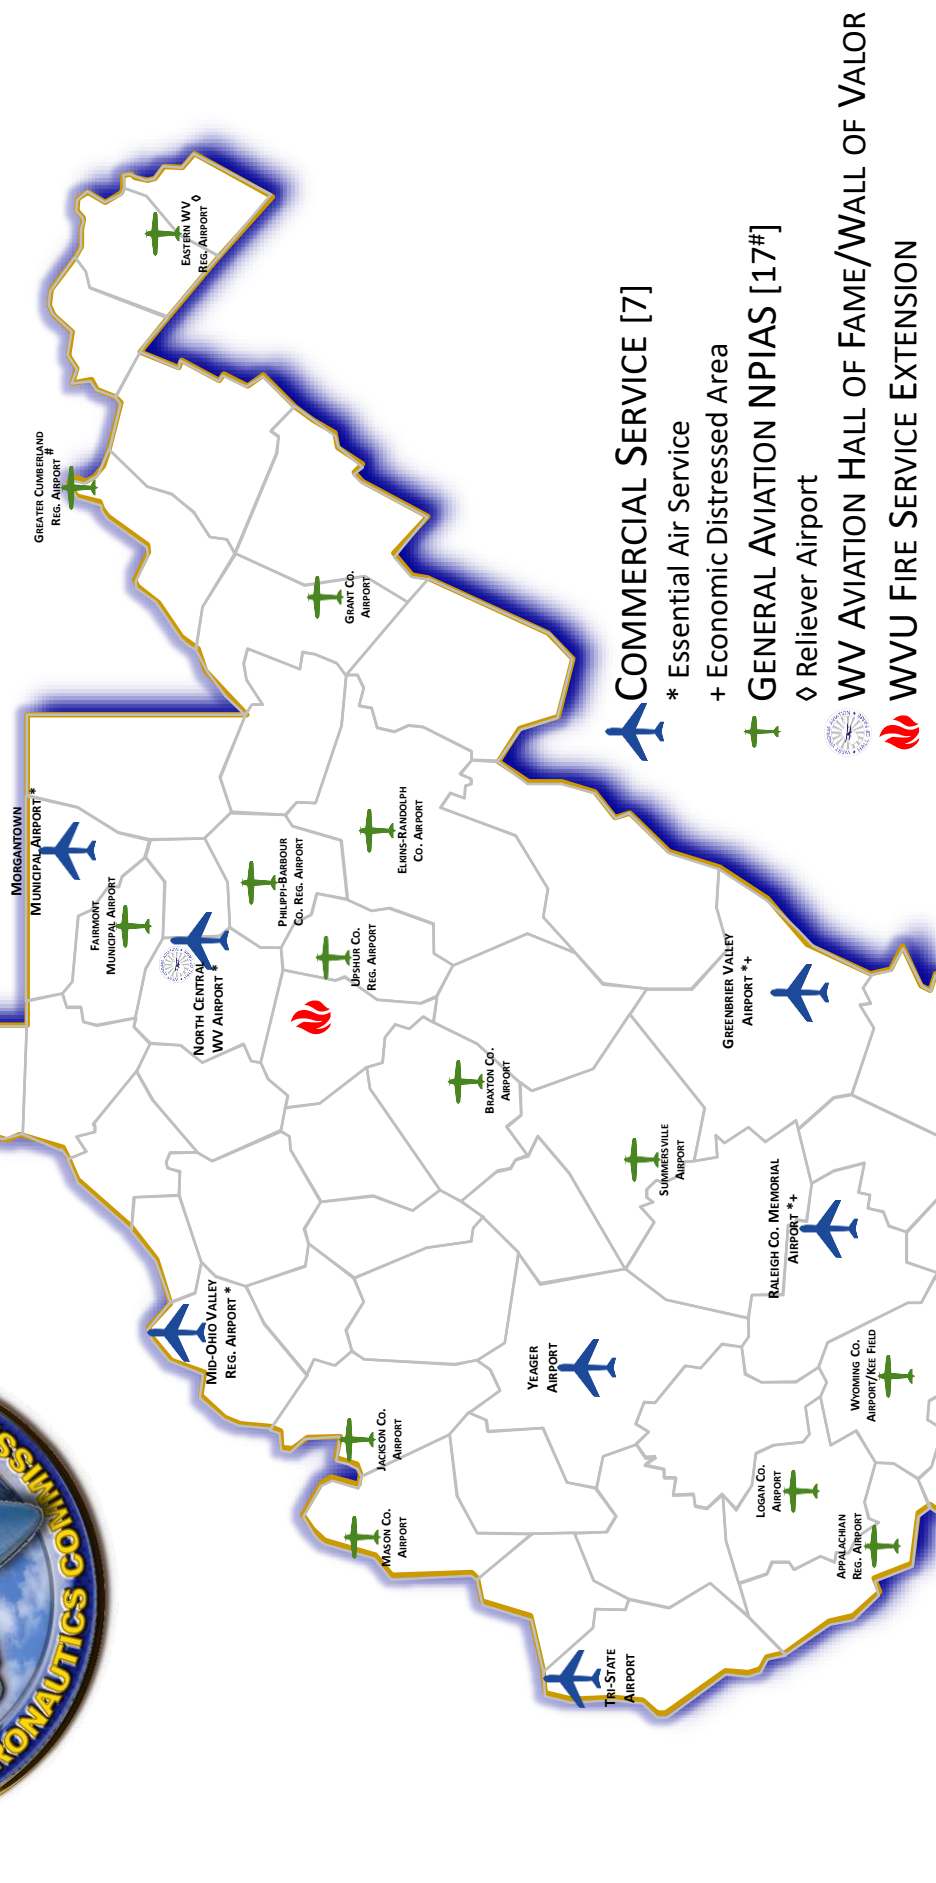 RONAUTICS COMMISS
MORGANTOWN
MUNICIPAL AIRPORT *
FAIRMONT
MUNICIPAL AIRPORT
NORTH CENTRAL
WV AIRPORT *
PHILIPPI-BARBOUR
CO. REG. AIRPORT
UPSHUR CO.
REG. AIRPORT
ELKINS-RANDOLPH
CO. AIRPORT
GREATER CUMBERLAND
REG. AIRPORT #
EASTERN WV
REG. AIRPORT ◊
GRANT CO.
AIRPORT
MID-OHIO VALLEY
REG. AIRPORT *
JACKSON CO.
AIRPORT
MASON CO.
AIRPORT
BRAXTON CO.
AIRPORT
SUMMERSVILLE
AIRPORT
GREENBRIER VALLEY
AIRPORT *+
RALEIGH CO. MEMORIAL
AIRPORT *+
YEAGER
AIRPORT
TRI-STATE
AIRPORT
LOGAN CO.
AIRPORT
APPALACHIAN
REG. AIRPORT
WYOMING CO.
AIRPORT/KEE FIELD
COMMERCIAL SERVICE [7]
* Essential Air Service
+ Economic Distressed Area
GENERAL AVIATION NPIAS [17#]
◊ Reliever Airport
WV AVIATION HALL OF FAME/WALL OF VALOR
WVU FIRE SERVICE EXTENSION